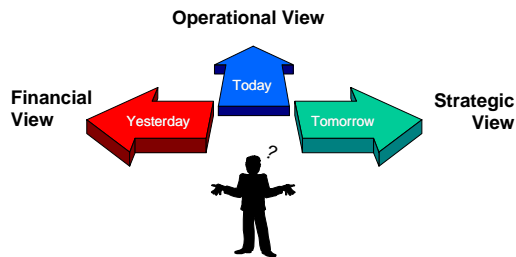 Operational View
Today
Financial
View
Yesterday
Tomorrow
Strategic
View
?